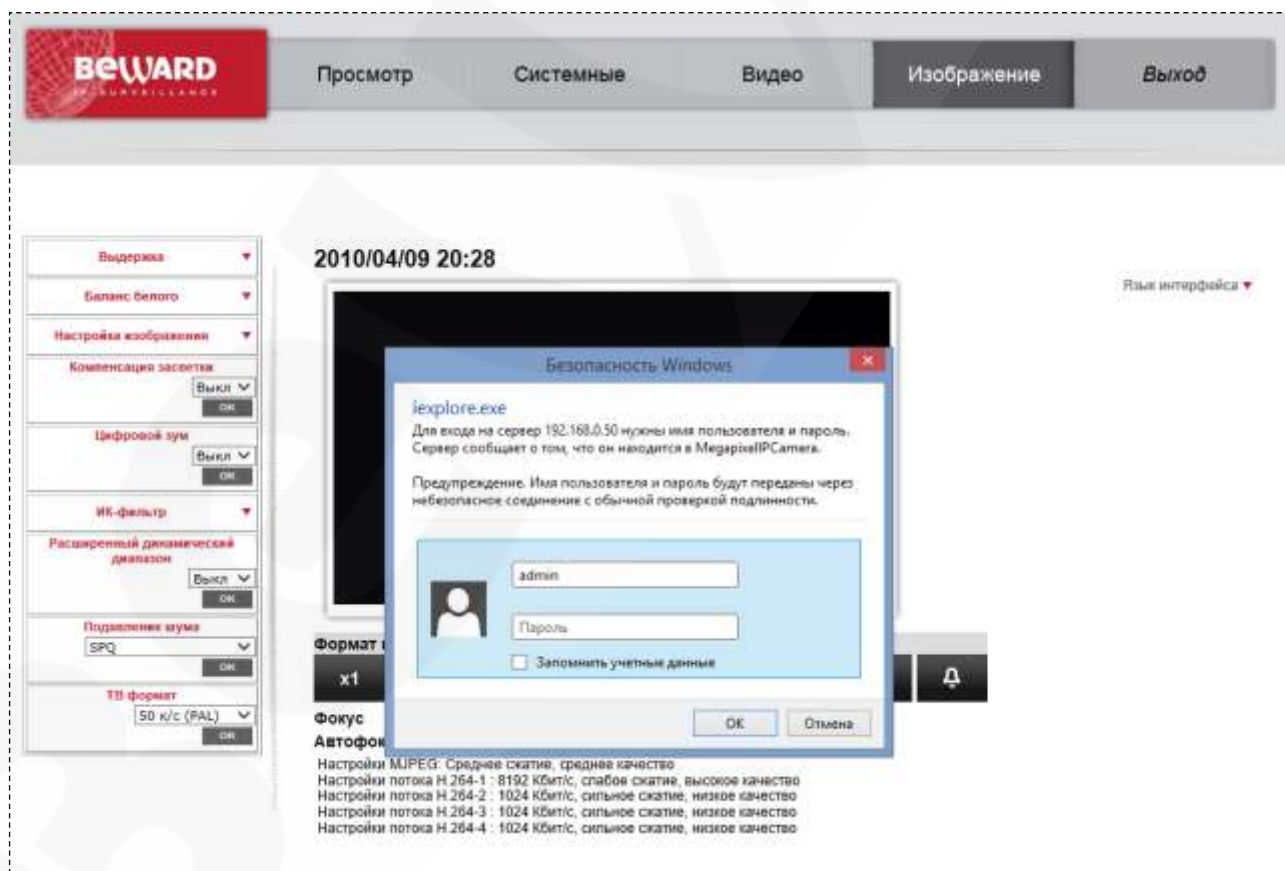 BEWARD
IP SURVEILLANCE
Просмотр
Системные
Видео
Изображение
Выход
Выдержка
Баланс белого
Настройка изображения
Компенсация засветки
Выкл
OK
Цифровой зум
Выкл
OK
ИК-фильтр
Расширенный динамический
диапазон
Выкл
OK
Подавление шума
SPQ
OK
ТВ формат
50 к/с (PAL)
OK
2010/04/09 20:28
Язык интерфейса
Безопасность Windows
iexplore.exe
Для входа на сервер 192.168.0.50 нужны имя пользователя и пароль.
Сервер сообщает о том, что он находится в MegapixelIPCamera.
Предупреждение. Имя пользователя и пароль будут переданы через
небезопасное соединение с обычной проверкой подлинности.
admin
Пароль
Запомнить учетные данные
OK
Отмена
Формат
x1
Фокус
Автофок
Настройки MJPEG: Среднее сжатие, среднее качество
Настройки потока H.264-1 : 8192 Кбит/с, слабое сжатие, высокое качество
Настройки потока H.264-2 : 1024 Кбит/с, сильное сжатие, низкое качество
Настройки потока H.264-3 : 1024 Кбит/с, сильное сжатие, низкое качество
Настройки потока H.264-4 : 1024 Кбит/с, сильное сжатие, низкое качество